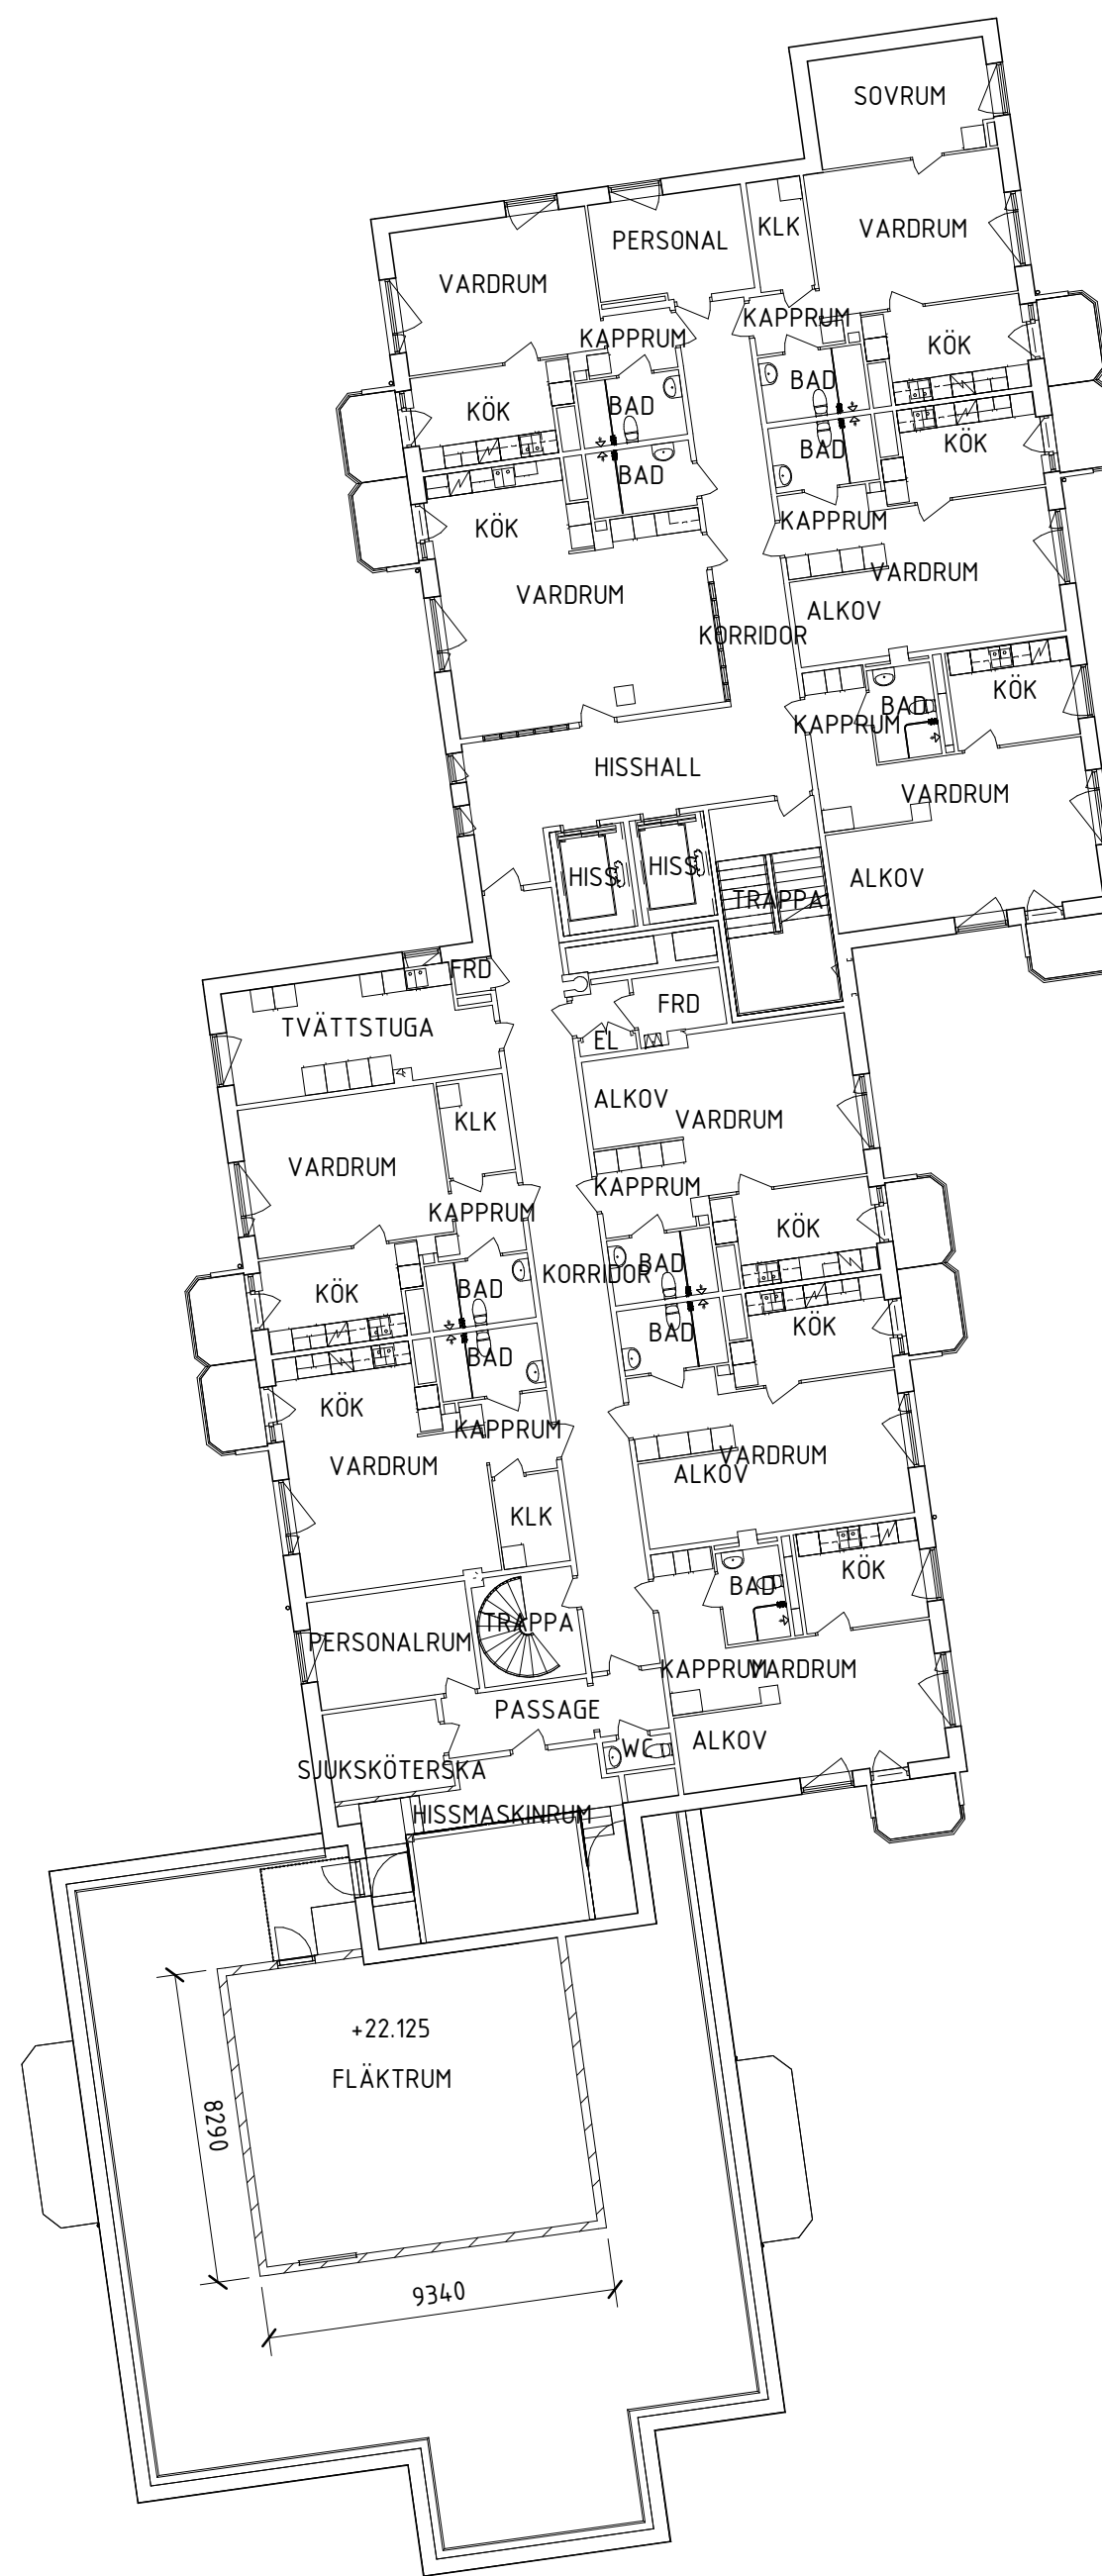 SOVRUM
KLK
VARDRUM
PERSONAL
VARDRUM
KAPPRUM
KAPPRUM
KÖK
BAD
KÖK
BAD
KÖK
BAD
BAD
KÖK
KAPPRUM
VARDRUM
VARDRUM
ALKOV
KORRIDOR
KÖK
BAD
KAPPRUM
HISSHALL
VARDRUM
HISS
HISS
ALKOV
TRAPPA
FRD
FRD
TVÄTTSTUGA
EL
ALKOV
KLK
VARDRUM
VARDRUM
KAPPRUM
KAPPRUM
KÖK
BAD
KORRIDOR
BAD
KÖK
KÖK
BAD
BAD
KÖK
KAPPRUM
VARDRUM
VARDRUM
ALKOV
KLK
KÖK
BAD
TRAPPA
PERSONALRUM
KAPPRUM
VARDRUM
PASSAGE
ALKOV
WC
SJUKSKÖTERSKA
HISSMASKINRUM
+22.125
FLÄKTRUM
8290
9340